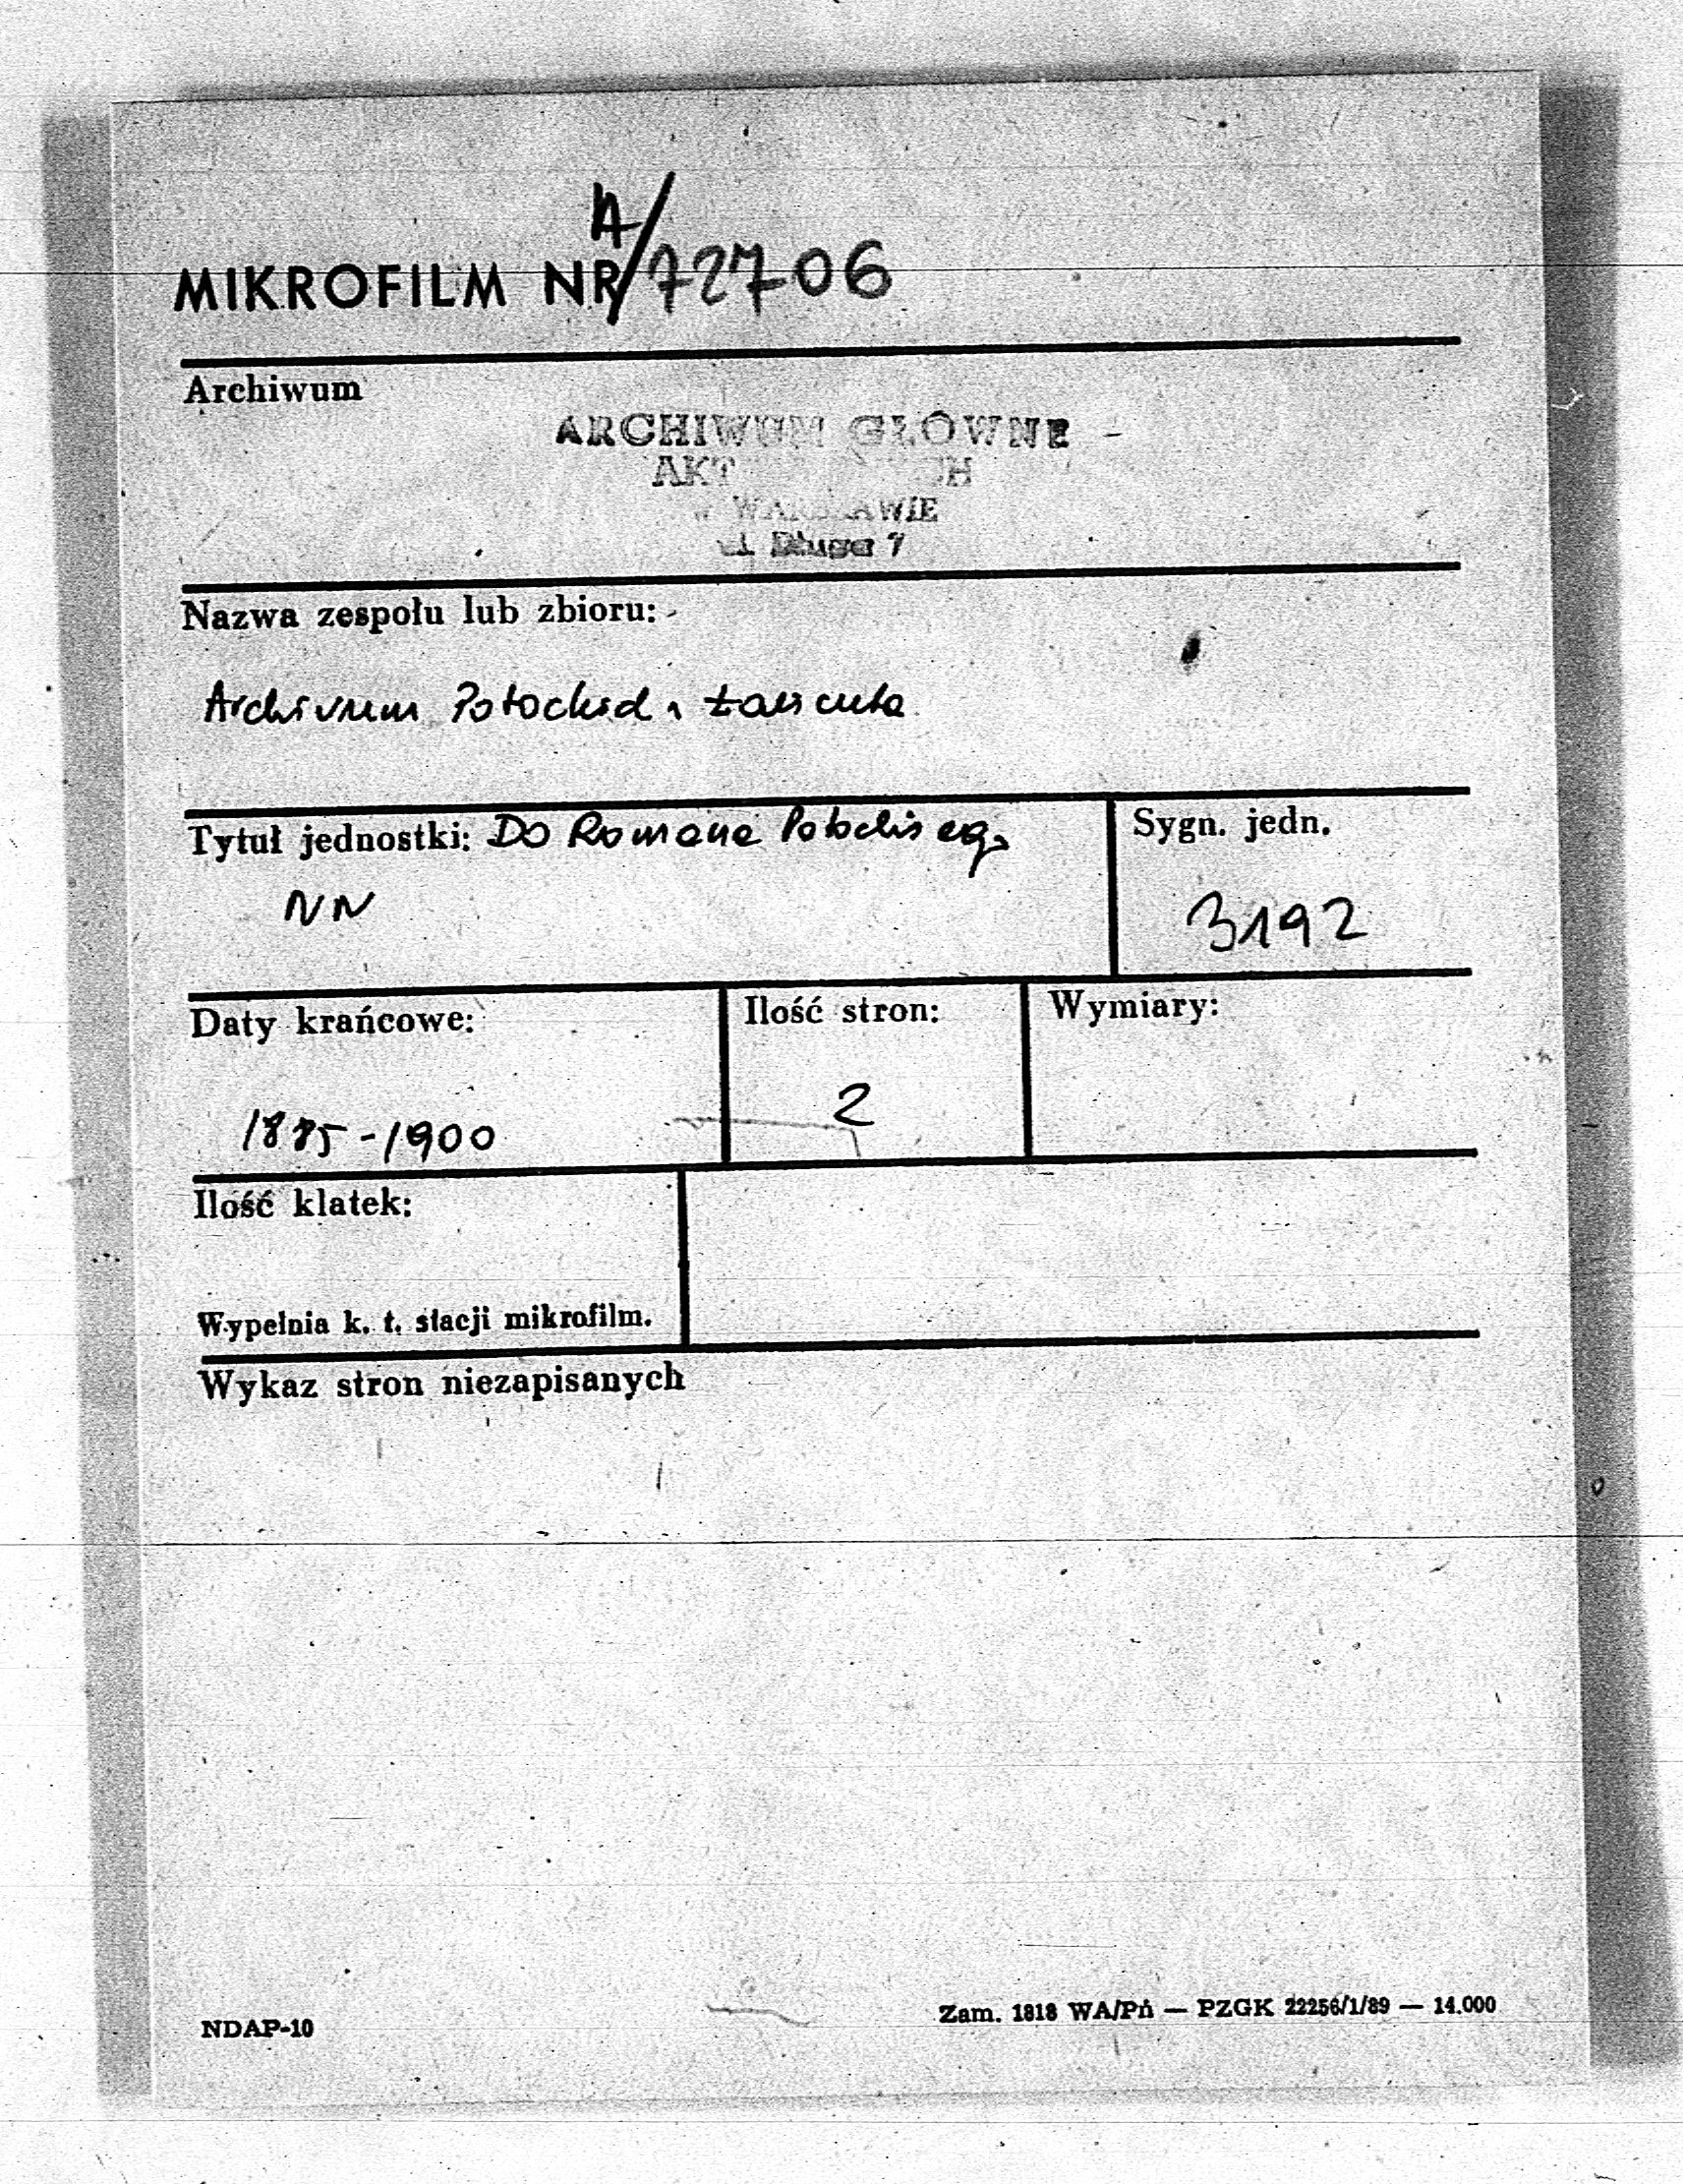 MIKROFILM NR A/72706
Archiwum
ARCHIWUM GŁÓWNE
AKT
W WARSZAWIE
ul. Długa 7
Nazwa zespołu lub zbioru:
Archiwum Potockich z Łańcuta
Tytuł jednostki: Do Romana Potockiego
NN
Sygn. jedn.
3192
Daty krańcowe:
1885-1900
Ilość stron:
2
Wymiary:
Ilość klatek:
Wypełnia k. t. stacji mikrofilm.
Wykaz stron niezapisanych
NDAP-10
Zam. 1818 WA/Pń — PZGK 22256/1/89 — 14.000